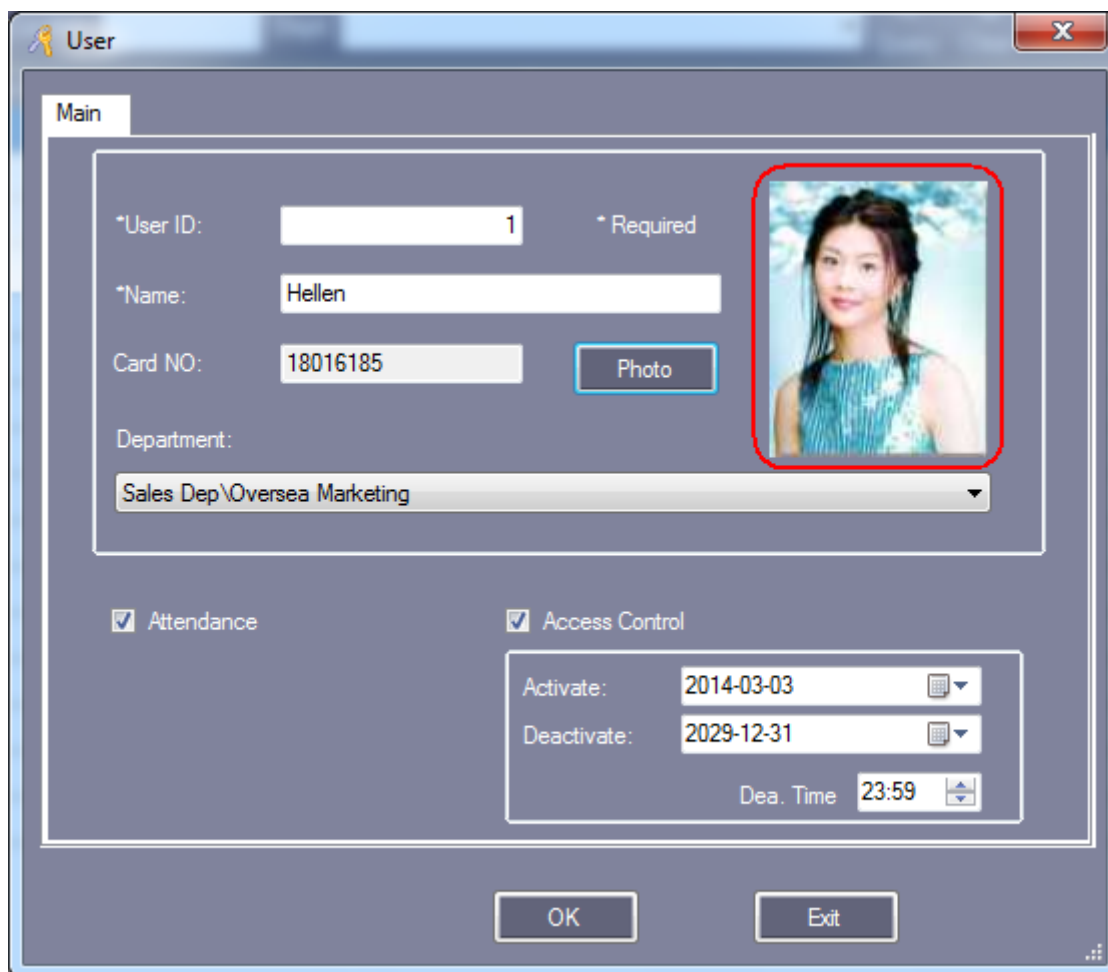 User
Main
*User ID:
1
* Required
*Name:
Hellen
Card NO:
18016185
Photo
Department:
Sales Dep\Oversea Marketing
Attendance
Access Control
Activate:
2014-03-03
Deactivate:
2029-12-31
Dea. Time
23:59
OK
Exit